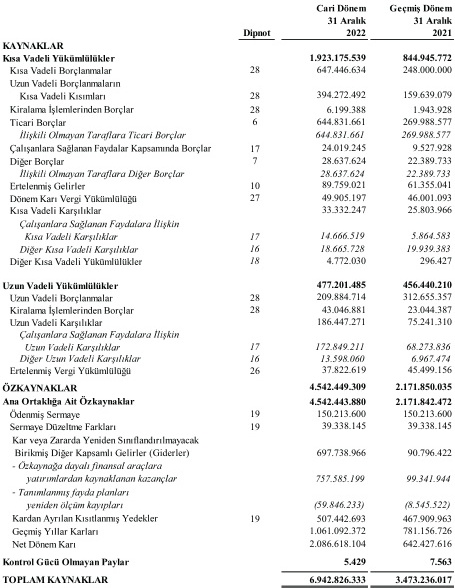 Cari Dönem Geçmiş Dönem
31 Aralık 31 Aralık
Dipnot 2022 2021
KAYNAKLAR
Kısa Vadeli Yükümlülükler 1.923.175.539 844.945.772
Kısa Vadeli Borçlanmalar 28 647.446.634 248.000.000
Uzun Vadeli Borçlanmaların
Kısa Vadeli Kısımları 28 394.272.492 159.639.079
Kiralama İşlemlerinden Borçlar 28 6.199.388 1.943.928
Ticari Borçlar 6 644.831.661 269.988.577
İlişkili Olmayan Taraflara Ticari Borçlar 644.831.661 269.988.577
Çalışanlara Sağlanan Faydalar Kapsamında Borçlar 17 24.019.245 9.527.928
Diğer Borçlar 7 28.637.624 22.389.733
İlişkili Olmayan Taraflara Diğer Borçlar 28.637.624 22.389.733
Ertelenmiş Gelirler 10 89.759.021 61.355.041
Dönem Karı Vergi Yükümlülüğü 27 49.905.197 46.001.093
Kısa Vadeli Karşılıklar 33.332.247 25.803.966
Çalışanlara Sağlanan Faydalara İlişkin
Kısa Vadeli Karşılıklar 17 14.666.519 5.864.583
Diğer Kısa Vadeli Karşılıklar 16 18.665.728 19.939.383
Diğer Kısa Vadeli Yükümlülükler 18 4.772.030 296.427
Uzun Vadeli Yükümlülükler 477.201.485 456.440.210
Uzun Vadeli Borçlanmalar 28 209.884.714 312.655.357
Kiralama İşlemlerinden Borçlar 28 43.046.881 23.044.387
Uzun Vadeli Karşılıklar 186.447.271 75.241.310
Çalışanlara Sağlanan Faydalara İlişkin
Uzun Vadeli Karşılıklar 17 172.849.211 68.273.836
Diğer Uzun Vadeli Karşılıklar 16 13.598.060 6.967.474
Ertelenmiş Vergi Yükümlülüğü 26 37.822.619 45.499.156
ÖZKAYNAKLAR 4.542.449.309 2.171.850.035
Ana Ortaklığa Ait Özkaynaklar 4.542.443.880 2.171.842.472
Ödenmiş Sermaye 19 150.213.600 150.213.600
Sermaye Düzeltme Farkları 19 39.338.145 39.338.145
Kar veya Zararda Yeniden Sınıflandırılmayacak
Birikmiş Diğer Kapsamlı Gelirler (Giderler) 697.738.966 90.796.422
- Özkaynağa dayalı finansal araçlara
yatırımlardan kaynaklanan kazançlar 757.585.199 99.341.944
- Tanımlanmış fayda planları
yeniden ölçüm kayıpları (59.846.233) (8.545.522)
Kardan Ayrılan Kısıtlanmış Yedekler 19 507.442.693 467.909.963
Geçmiş Yıllar Karları 1.061.092.372 781.156.726
Net Dönem Karı 2.086.618.104 642.427.616
Kontrol Gücü Olmayan Paylar 5.429 7.563
TOPLAM KAYNAKLAR 6.942.826.333 3.473.236.017